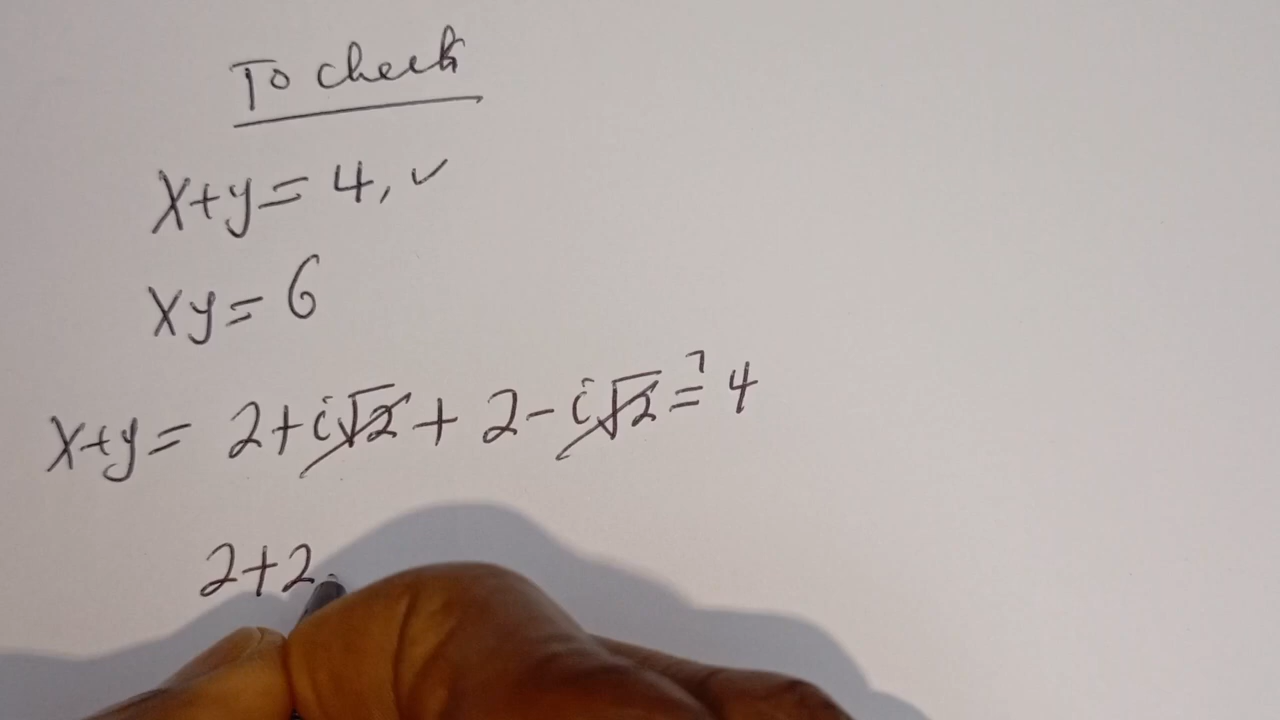 To check
x+y= 4, ✓
xy= 6
x+y= 2+i√2+ 2-i√2 ?= 4
2+2